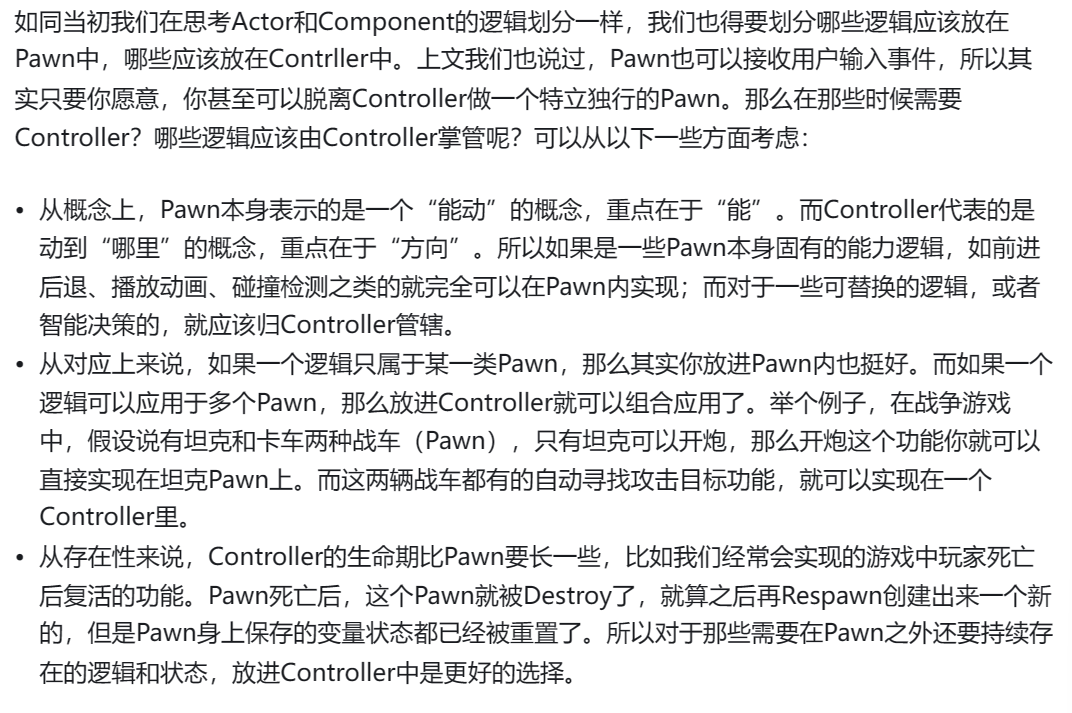 如同当初我们在思考Actor和Component的逻辑划分一样，我们也得要划分哪些逻辑应该放在
Pawn中，哪些应该放在Contrller中。上文我们也说过，Pawn也可以接收用户输入事件，所以其
实只要你愿意，你甚至可以脱离Controller做一个特立独行的Pawn。那么在那些时候需要
Controller？哪些逻辑应该由Controller掌管呢？可以从以下一些方面考虑：
• 从概念上，Pawn本身表示的是一个“能动”的概念，重点在于“能”。而Controller代表的是
动到“哪里”的概念，重点在于“方向”。所以如果是一些Pawn本身固有的能力逻辑，如前进
后退、播放动画、碰撞检测之类的就完全可以在Pawn内实现；而对于一些可替换的逻辑，或者
智能决策的，就应该归Controller管辖。
• 从对应上来说，如果一个逻辑只属于某一类Pawn，那么其实你放进Pawn内也挺好。而如果一个
逻辑可以应用于多个Pawn，那么放进Controller就可以组合应用了。举个例子，在战争游戏
中，假设说有坦克和卡车两种战车（Pawn），只有坦克可以开炮，那么开炮这个功能你就可以
直接实现在坦克Pawn上。而这两辆战车都有的自动寻找攻击目标功能，就可以实现在一个
Controller里。
• 从存在性来说，Controller的生命期比Pawn要长一些，比如我们经常会实现的游戏中玩家死亡
后复活的功能。Pawn死亡后，这个Pawn就被Destroy了，就算之后再Respawn创建出来一个新
的，但是Pawn身上保存的变量状态都已经被重置了。所以对于那些需要在Pawn之外还要持续存
在的逻辑和状态，放进Controller中是更好的选择。